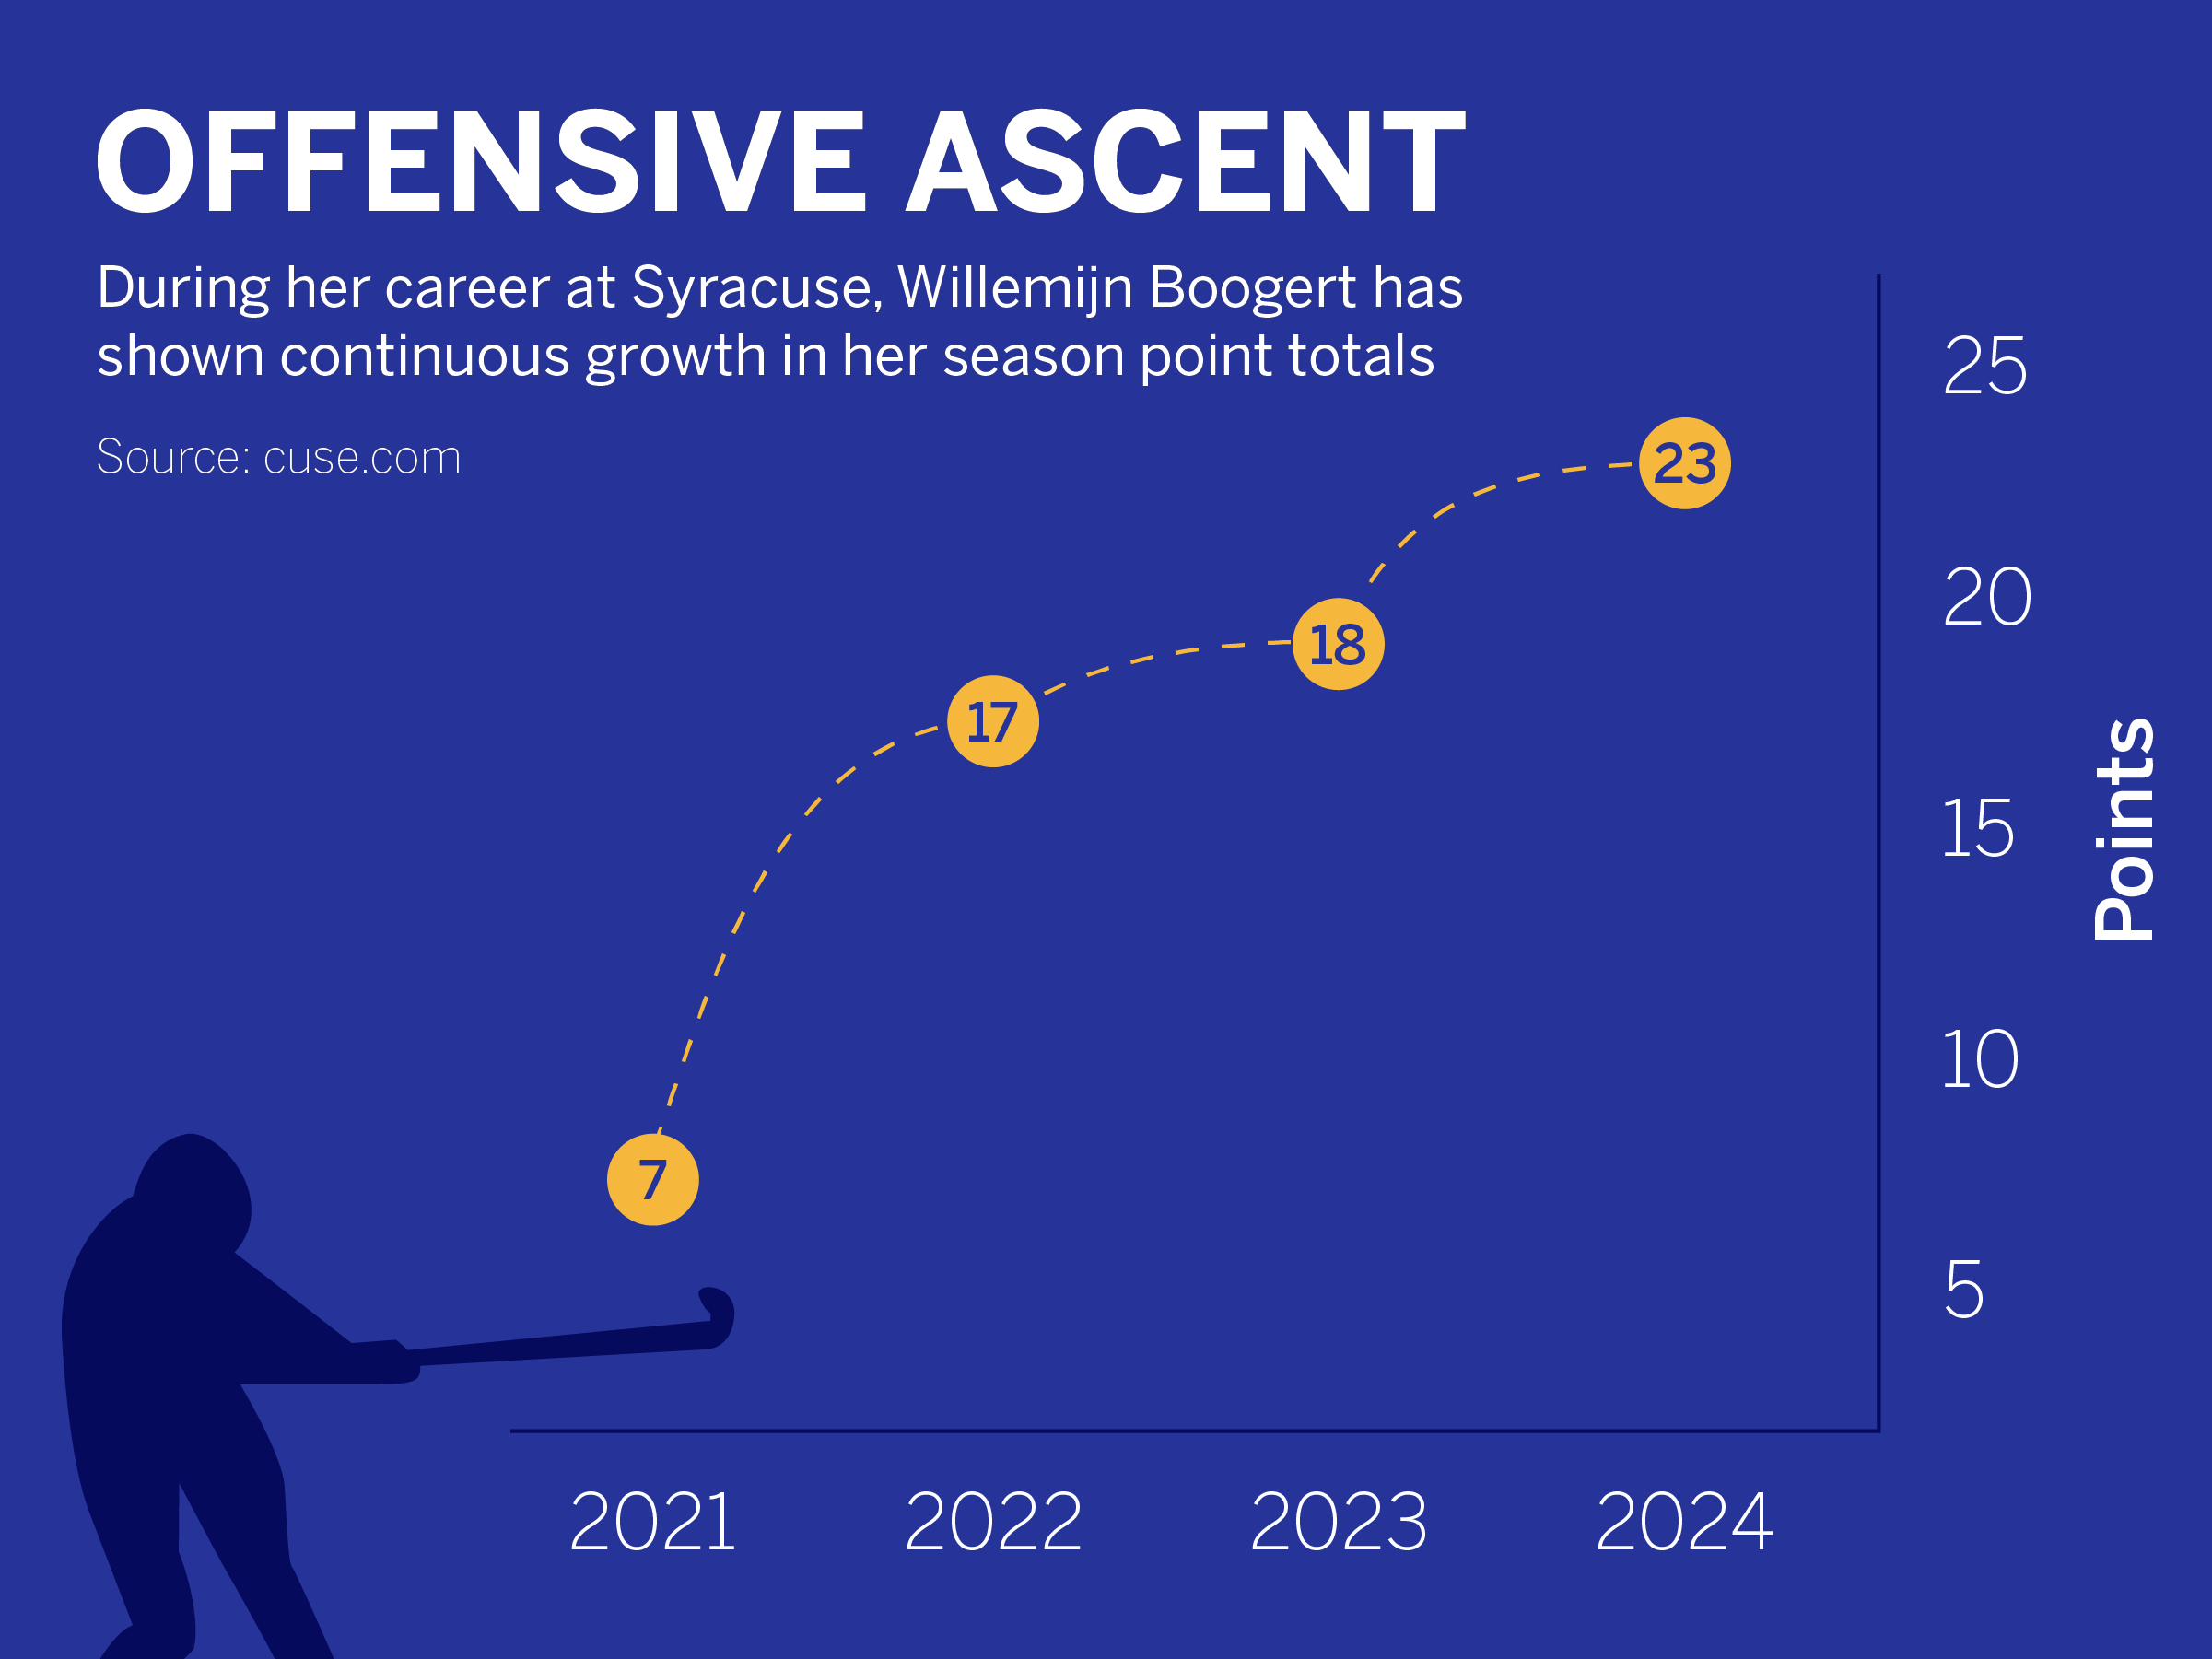 OFFENSIVE ASCENT
During her career at Syracuse, Willemijn Boogert has
shown continuous growth in her season point totals
Source: cuse.com
25
23
20
18
17
15
Points
10
7
5
2021 2022 2023 2024